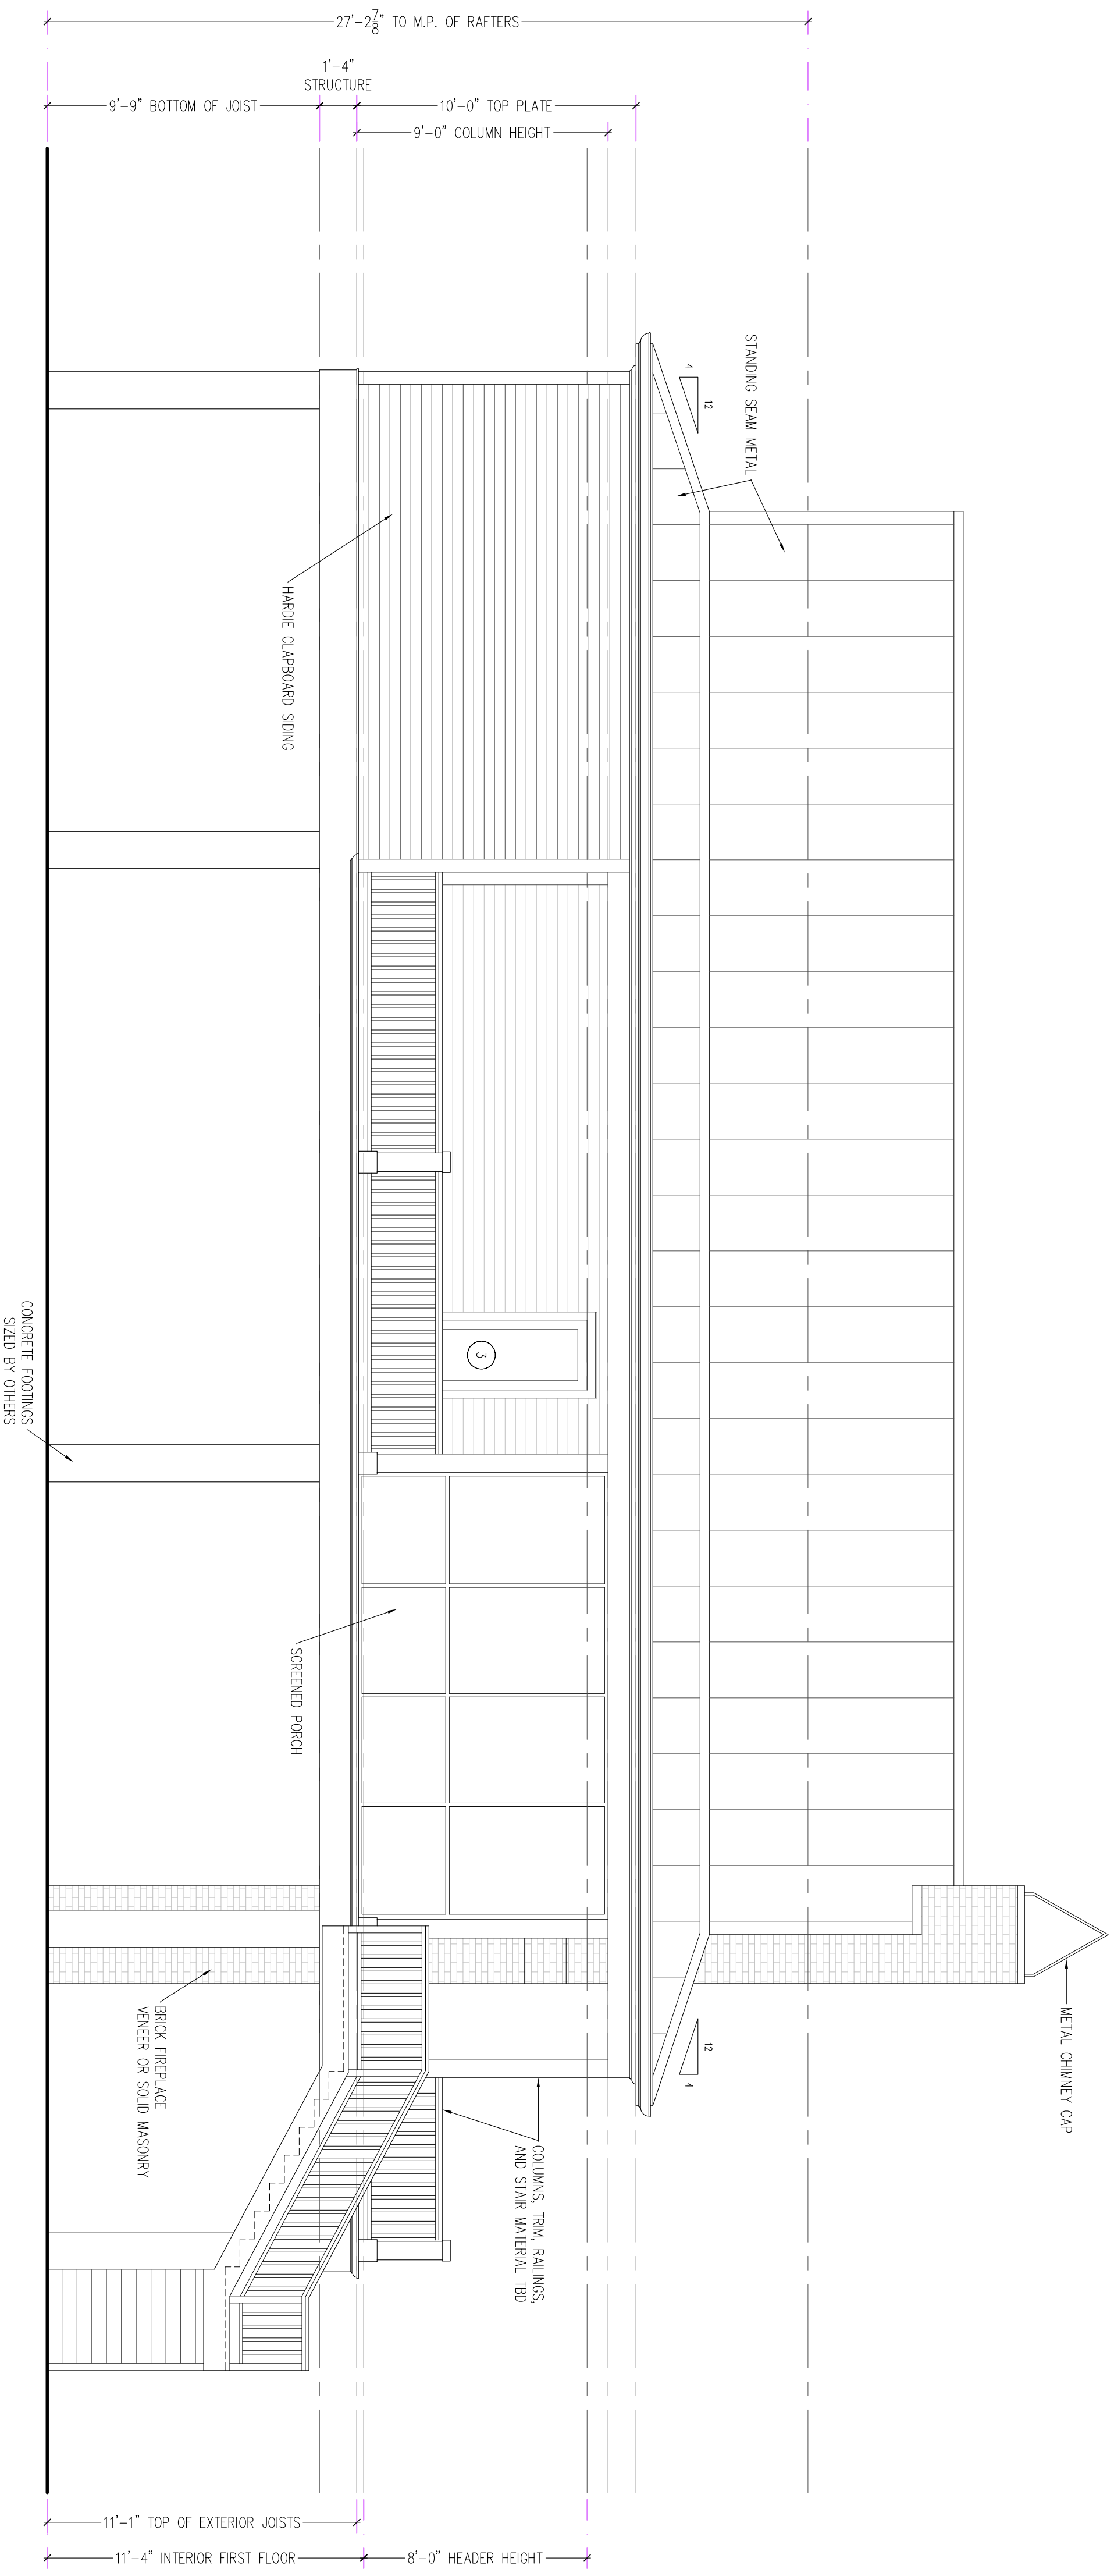 27'-2 7/8" TO M.P. OF RAFTERS
1'-4"
STRUCTURE
9'-9" BOTTOM OF JOIST
10'-0" TOP PLATE
9'-0" COLUMN HEIGHT
STANDING SEAM METAL
4
12
HARDIE CLAPBOARD SIDING
3
CONCRETE FOOTINGS
SIZED BY OTHERS
SCREENED PORCH
BRICK FIREPLACE
VENEER OR SOLID MASONRY
METAL CHIMNEY CAP
12
4
COLUMNS, TRIM, RAILINGS,
AND STAIR MATERIAL TBD
11'-1" TOP OF EXTERIOR JOISTS
11'-4" INTERIOR FIRST FLOOR
8'-0" HEADER HEIGHT